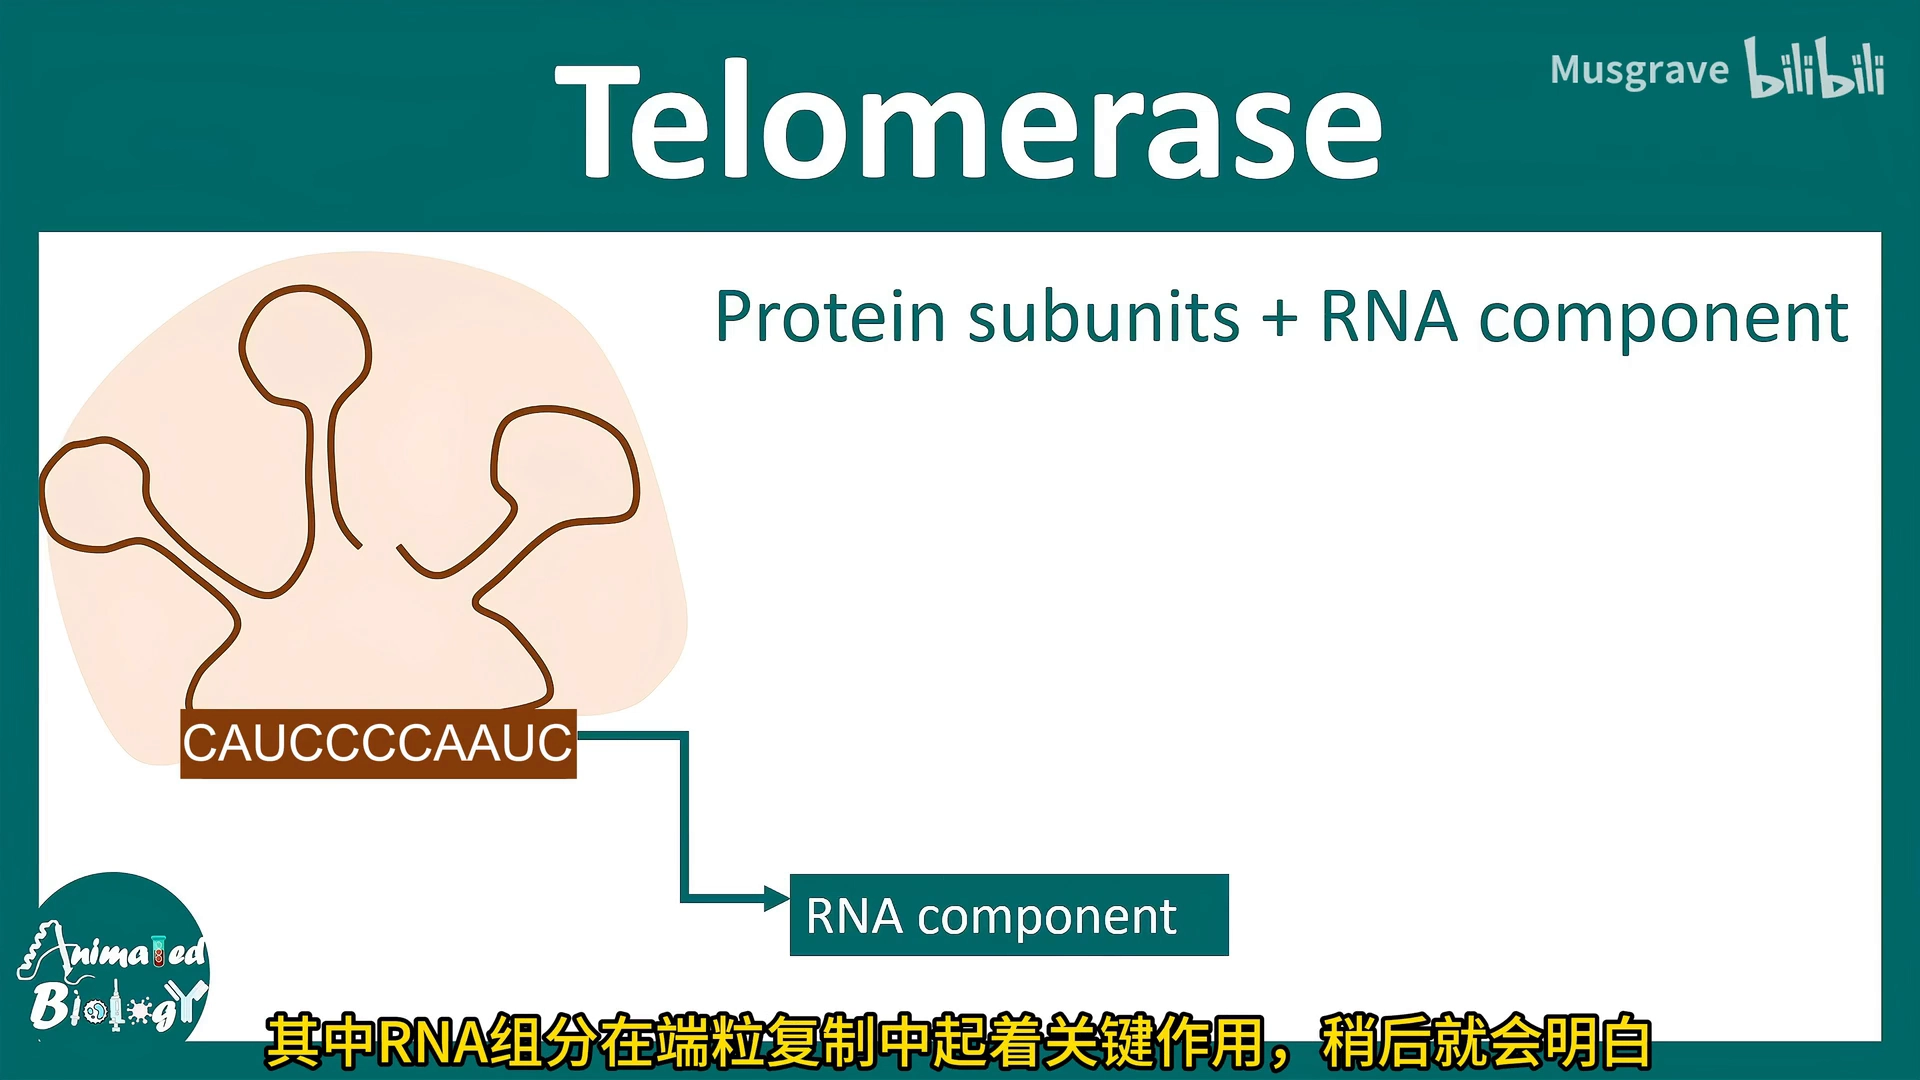 Telomerase
Musgrave bilibili
Protein subunits + RNA component
CAUCCCCAAUC
RNA component
Animated
Biology
其中RNA组分在端粒复制中起着关键作用，稍后就会明白